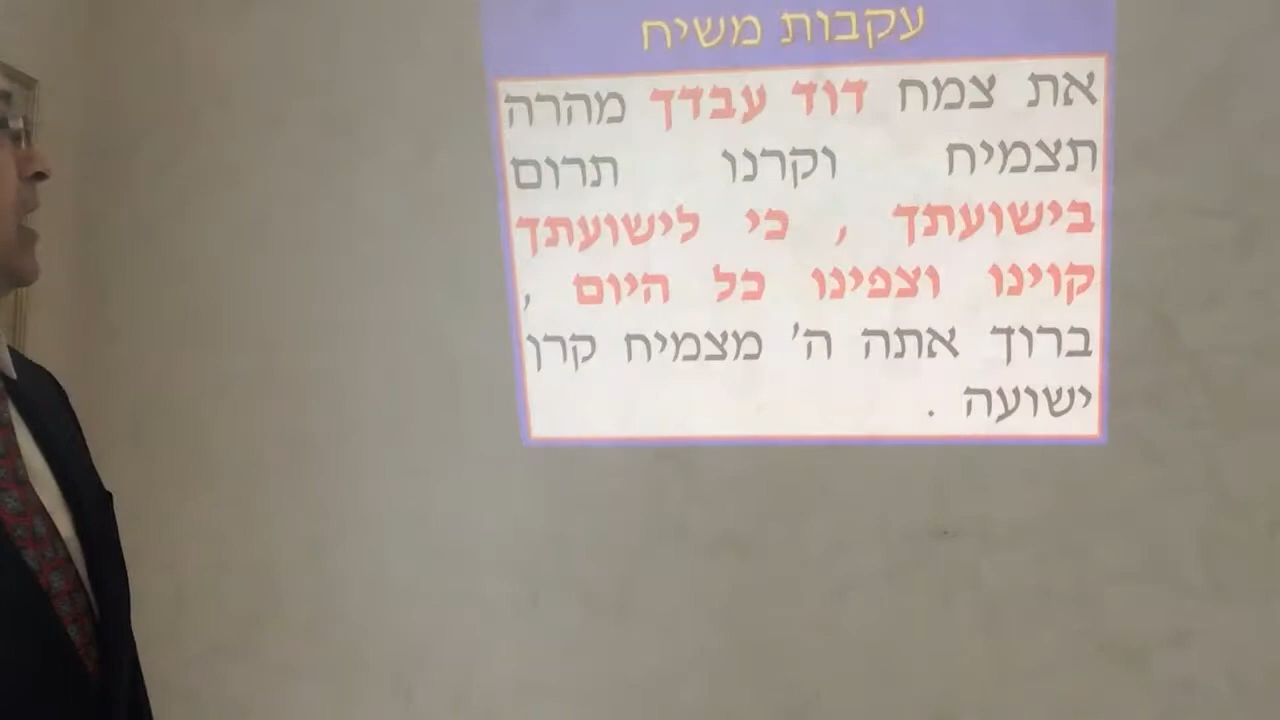 עקבות משיח
את צמח דוד עבדך מהרה
תצמיח וקרנו תרום
בישועתך , כי לישועתך
קוינו וצפינו כל היום ,
ברוך אתה ה' מצמיח קרן
ישועה .